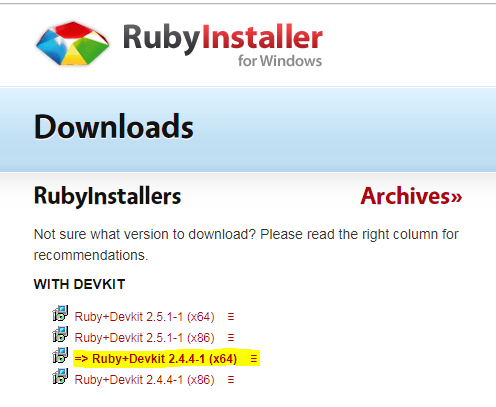 RubyInstaller
for Windows
Downloads
RubyInstallers
Archives»
Not sure what version to download? Please read the right column for
recommendations.
WITH DEVKIT
Ruby+Devkit 2.5.1-1 (x64) ≡
Ruby+Devkit 2.5.1-1 (x86) ≡
=> Ruby+Devkit 2.4.4-1 (x64) ≡
Ruby+Devkit 2.4.4-1 (x86) ≡